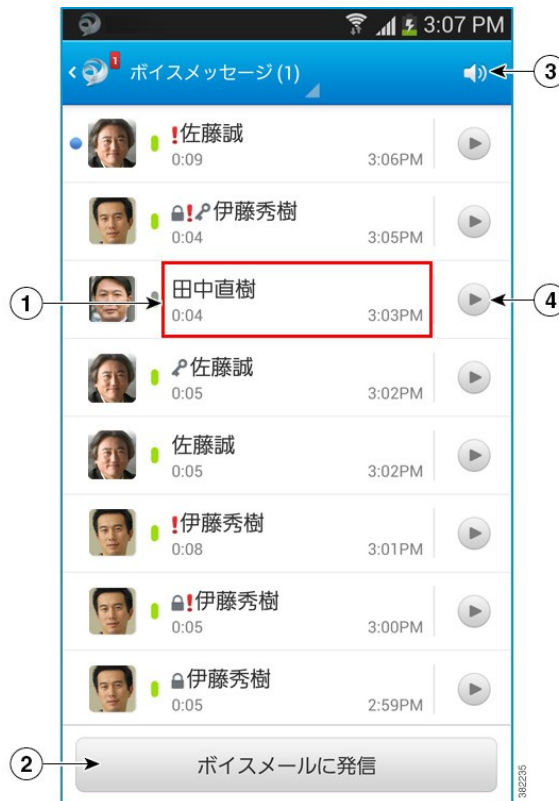 3:07 PM
1
ボイスメッセージ (1)
3
!佐藤誠
0:09 3:06PM
!伊藤秀樹
0:04 3:05PM
1
田中直樹
0:04 3:03PM
4
佐藤誠
0:05 3:02PM
佐藤誠
0:05 3:02PM
!伊藤秀樹
0:08 3:01PM
!伊藤秀樹
0:05 3:00PM
伊藤秀樹
0:05 2:59PM
2
ボイスメールに発信
382235